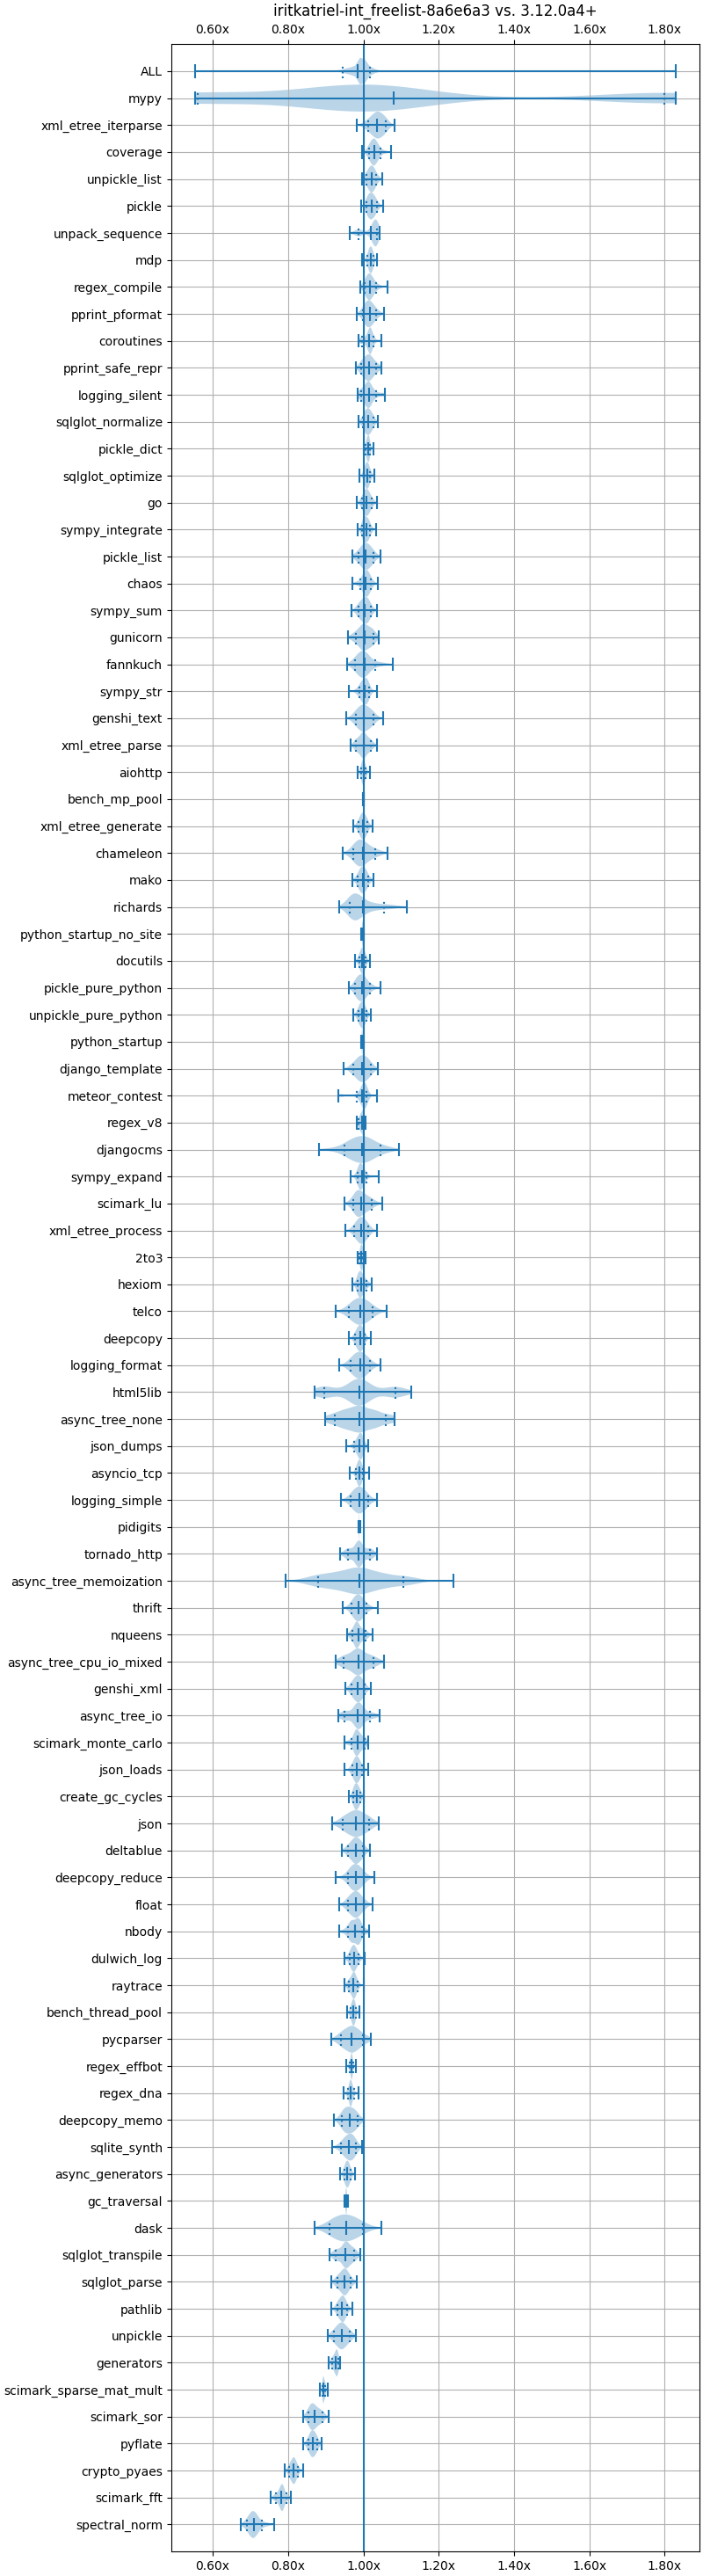 iritkatriel-int_freelist-8a6e6a3 vs. 3.12.0a4+
0.60x 0.80x 1.00x 1.20x 1.40x 1.60x 1.80x
ALL
mypy
xml_etree_iterparse
coverage
unpickle_list
pickle
unpack_sequence
mdp
regex_compile
pprint_pformat
coroutines
pprint_safe_repr
logging_silent
sqlglot_normalize
pickle_dict
sqlglot_optimize
go
sympy_integrate
pickle_list
chaos
sympy_sum
gunicorn
fannkuch
sympy_str
genshi_text
xml_etree_parse
aiohttp
bench_mp_pool
xml_etree_generate
chameleon
mako
richards
python_startup_no_site
docutils
pickle_pure_python
unpickle_pure_python
python_startup
django_template
meteor_contest
regex_v8
djangocms
sympy_expand
scimark_lu
xml_etree_process
2to3
hexiom
telco
deepcopy
logging_format
html5lib
async_tree_none
json_dumps
asyncio_tcp
logging_simple
pidigits
tornado_http
async_tree_memoization
thrift
nqueens
async_tree_cpu_io_mixed
genshi_xml
async_tree_io
scimark_monte_carlo
json_loads
create_gc_cycles
json
deltablue
deepcopy_reduce
float
nbody
dulwich_log
raytrace
bench_thread_pool
pycparser
regex_effbot
regex_dna
deepcopy_memo
sqlite_synth
async_generators
gc_traversal
dask
sqlglot_transpile
sqlglot_parse
pathlib
unpickle
generators
scimark_sparse_mat_mult
scimark_sor
pyflate
crypto_pyaes
scimark_fft
spectral_norm
0.60x 0.80x 1.00x 1.20x 1.40x 1.60x 1.80x